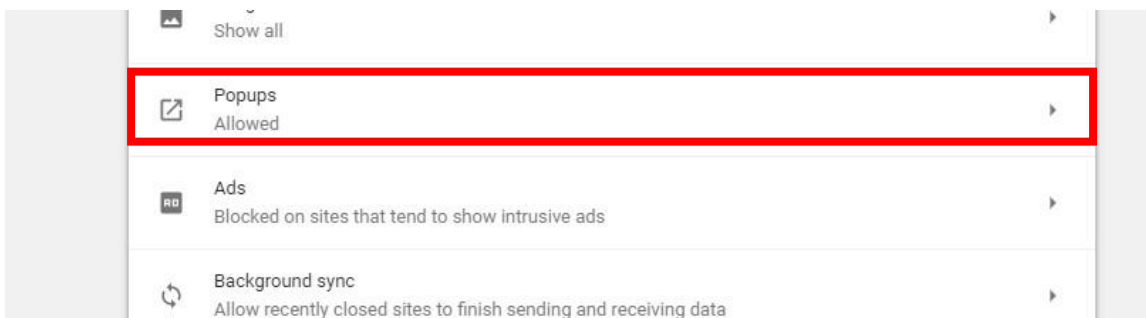 Show all
Popups
Allowed
Ads
AD
Blocked on sites that tend to show intrusive ads
Background sync
Allow recently closed sites to finish sending and receiving data